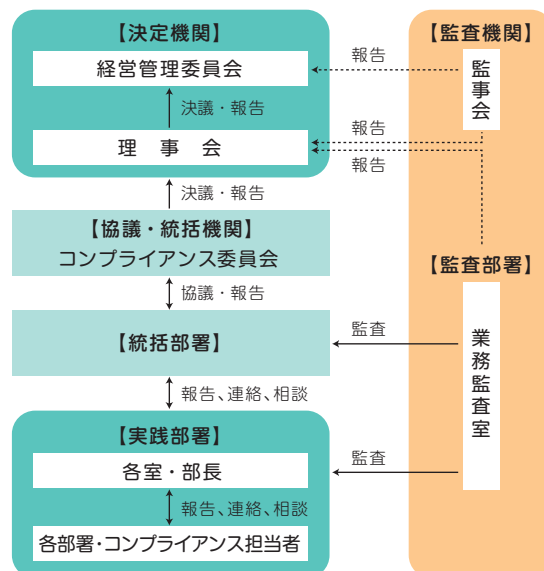 【決定機関】
経営管理委員会
決議・報告
理事会
決議・報告
【協議・統括機関】
コンプライアンス委員会
協議・報告
【統括部署】
報告、連絡、相談
【実践部署】
各室・部長
報告、連絡、相談
各部署・コンプライアンス担当者
報告
報告
報告
監査
監査
【監査機関】
監事会
【監査部署】
業務監査室